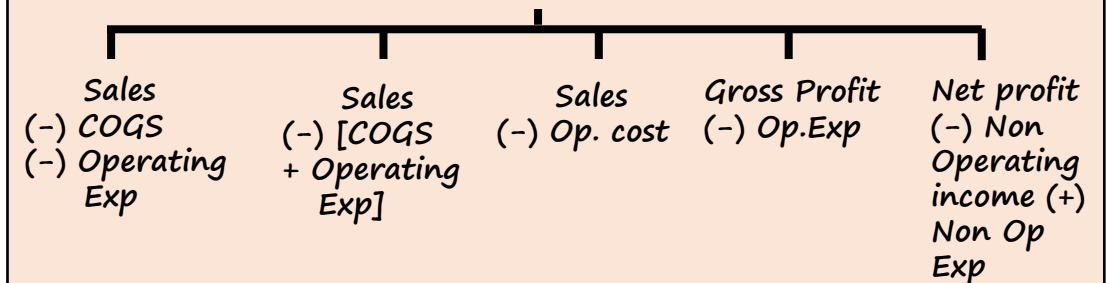 Sales
(-) COGS
(-) Operating
Exp
Sales
(-) [COGS
+ Operating
Exp]
Sales
(-) Op. cost
Gross Profit
(-) Op.Exp
Net profit
(-) Non
Operating
income (+)
Non Op
Exp